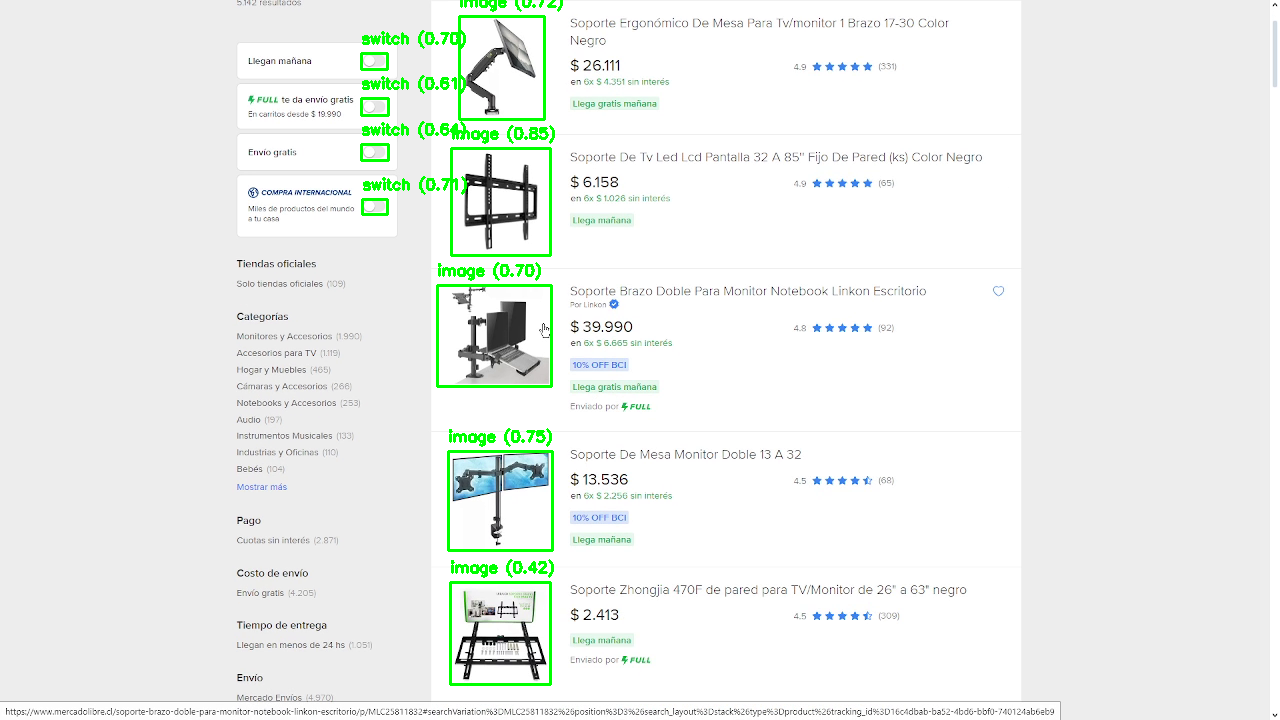 5.142 resultados
Llegan mañana
switch (0.70)
FULL te da envío gratis
En carritos desde $ 19.990
switch (0.61)
Envío gratis
switch (0.64)
COMPRA INTERNACIONAL
Miles de productos del mundo
a tu casa
switch (0.71)
Tiendas oficiales
Solo tiendas oficiales (109)
Categorías
Monitores y Accesorios (1.990)
Accesorios para TV (1.119)
Hogar y Muebles (465)
Cámaras y Accesorios (266)
Notebooks y Accesorios (253)
Audio (197)
Instrumentos Musicales (133)
Industrias y Oficinas (110)
Bebés (104)
Mostrar más
Pago
Cuotas sin interés (2.871)
Costo de envío
Envío gratis (4.205)
Tiempo de entrega
Llegan en menos de 24 hs (1.051)
Envío
Mercado Envíos (4.970)
image (0.72)
Soporte Ergonómico De Mesa Para Tv/monitor 1 Brazo 17-30 Color
Negro
$ 26.111
4.9 (331)
en 6x $ 4.351 sin interés
Llega gratis mañana
image (0.85)
Soporte De Tv Led Lcd Pantalla 32 A 85" Fijo De Pared (ks) Color Negro
$ 6.158
4.9 (65)
en 6x $ 1.026 sin interés
Llega mañana
image (0.70)
Soporte Brazo Doble Para Monitor Notebook Linkon Escritorio
Por Linkon
$ 39.990
4.8 (92)
en 6x $ 6.665 sin interés
10% OFF BCI
Llega gratis mañana
Enviado por FULL
image (0.75)
Soporte De Mesa Monitor Doble 13 A 32
$ 13.536
4.5 (68)
en 6x $ 2.256 sin interés
10% OFF BCI
Llega mañana
image (0.42)
Soporte Zhongjia 470F de pared para TV/Monitor de 26" a 63" negro
$ 2.413
4.5 (309)
Llega mañana
Enviado por FULL
https://www.mercadolibre.cl/soporte-brazo-doble-para-monitor-notebook-linkon-escritorio/p/MLC25811832#searchVariation%3DMLC25811832%26position%3D3%26search_layout%3Dstack%26type%3Dproduct%26tracking_id%3D16c4dbab-ba52-4bd6-bbf0-740124ab6eb9